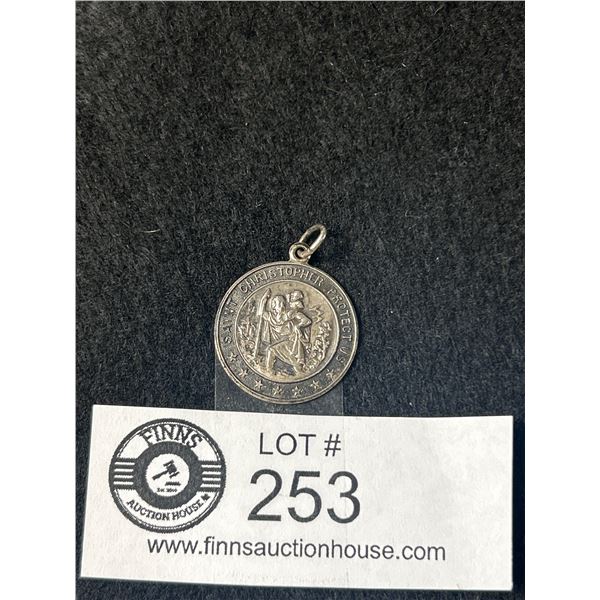 SAINT CHRISTOPHER PROTECT US
FINNS
AUCTION HOUSE
LOT #
253
www.finnsauctionhouse.com